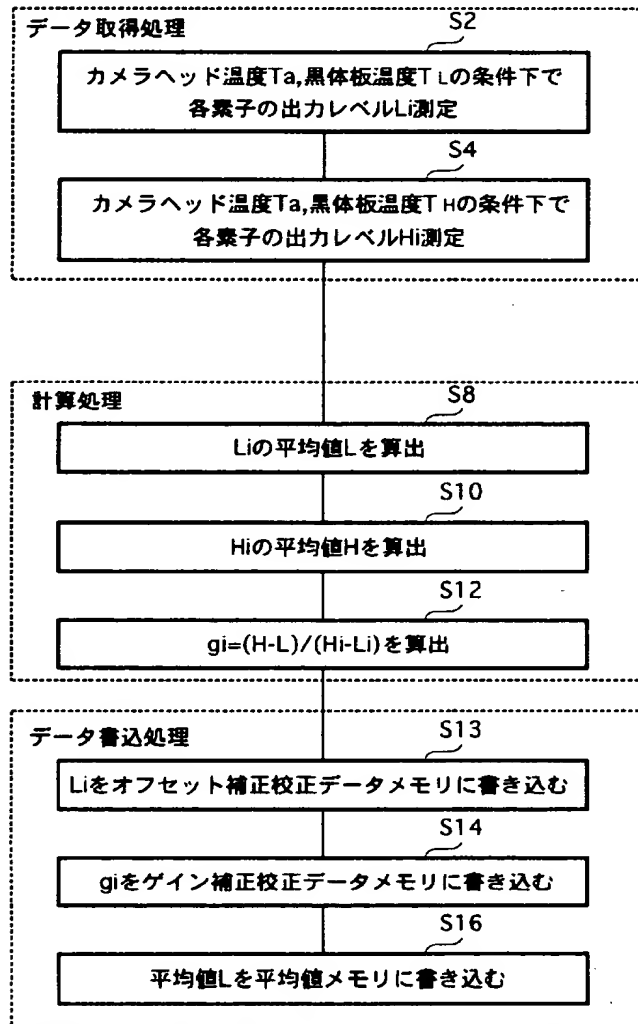 データ取得処理
S2
カメラヘッド温度Ta,黒体板温度TLの条件下で
各素子の出力レベルLi測定
S4
カメラヘッド温度Ta,黒体板温度THの条件下で
各素子の出力レベルHi測定
計算処理
S8
Liの平均値Lを算出
S10
Hiの平均値Hを算出
S12
gi=(H-L)/(Hi-Li)を算出
データ書込処理
S13
Liをオフセット補正校正データメモリに書き込む
S14
giをゲイン補正校正データメモリに書き込む
S16
平均値Lを平均値メモリに書き込む